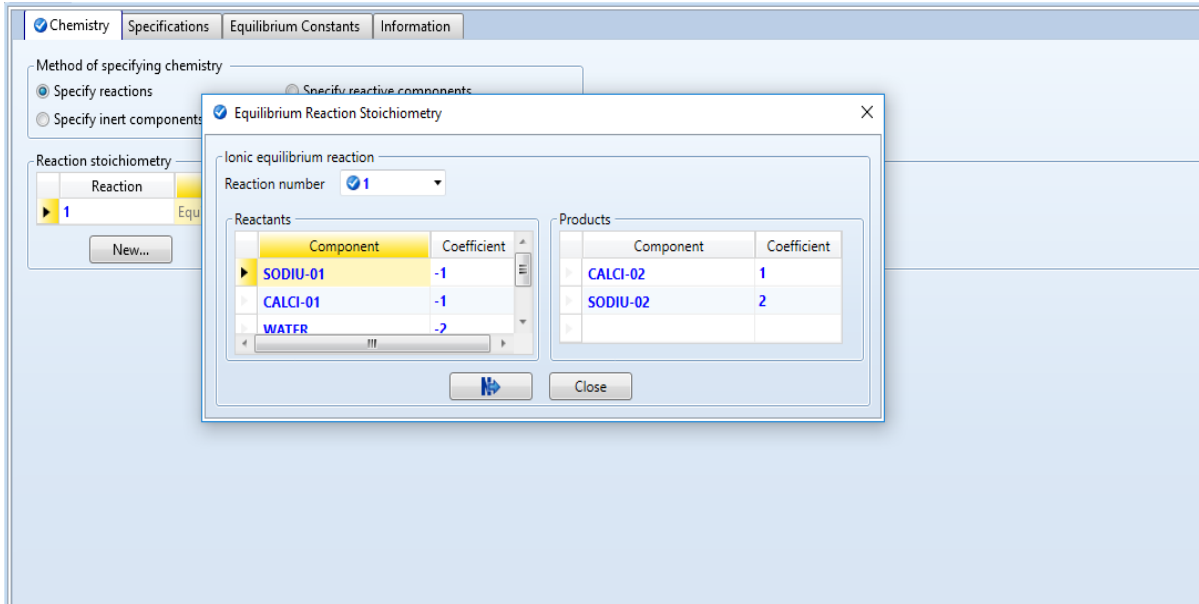 Chemistry Specifications Equilibrium Constants Information
Method of specifying chemistry
Specify reactions Specify reactive components
Specify inert components
Equilibrium Reaction Stoichiometry
Ionic equilibrium reaction
Reaction number 1
Reaction stoichiometry
Reaction
1 Equ
New...
Reactants Products
Component Coefficient Component Coefficient
SODIU-01 -1 CALCI-02 1
CALCI-01 -1 SODIU-02 2
WATER -2
Close